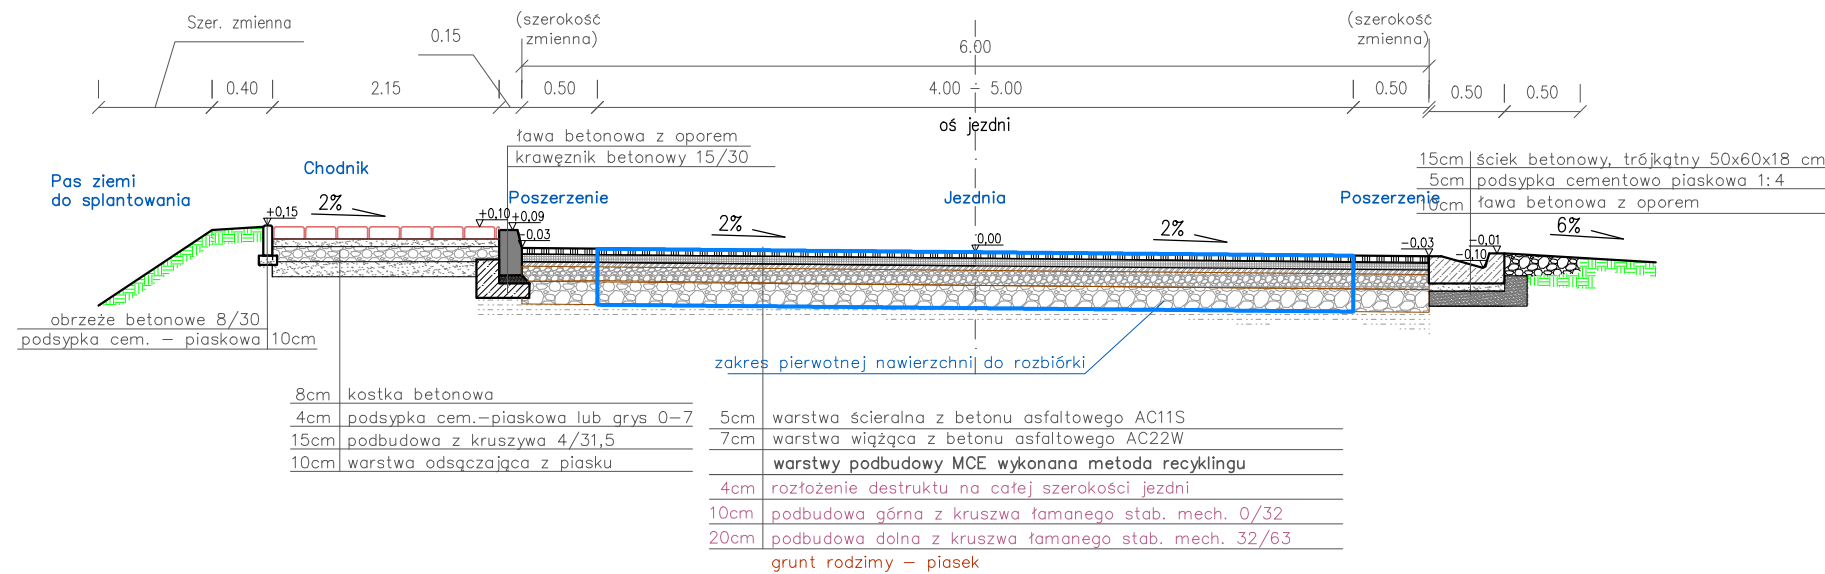 Szer. zmienna
0.15
(szerokość
zmienna)
6.00
(szerokość
zmienna)
0.40
2.15
0.50
4.00 – 5.00
0.50
0.50
0.50
oś jezdni
ława betonowa z oporem
krawęznik betonowy 15/30
Chodnik
Pas ziemi
do splantowania
Poszerzenie
Jezdnia
Poszerzenie
15cm ściek betonowy, trójkątny 50x60x18 cm
5cm podsypka cementowo piaskowa 1:4
10cm ława betonowa z oporem
+0,15
2%
+0,10
+0,09
-0,03
2%
0,00
2%
-0,03
-0,01
-0,10
6%
obrzeże betonowe 8/30
podsypka cem. – piaskowa 10cm
zakres pierwotnej nawierzchni do rozbiórki
8cm kostka betonowa
4cm podsypka cem.–piaskowa lub grys 0–7
15cm podbudowa z kruszywa 4/31,5
10cm warstwa odsączająca z piasku
5cm warstwa ścieralna z betonu asfaltowego AC11S
7cm warstwa wiążąca z betonu asfaltowego AC22W
warstwy podbudowy MCE wykonana metoda recyklingu
4cm rozłożenie destruktu na całej szerokości jezdni
10cm podbudowa górna z kruszwa łamanego stab. mech. 0/32
20cm podbudowa dolna z kruszwa łamanego stab. mech. 32/63
grunt rodzimy – piasek